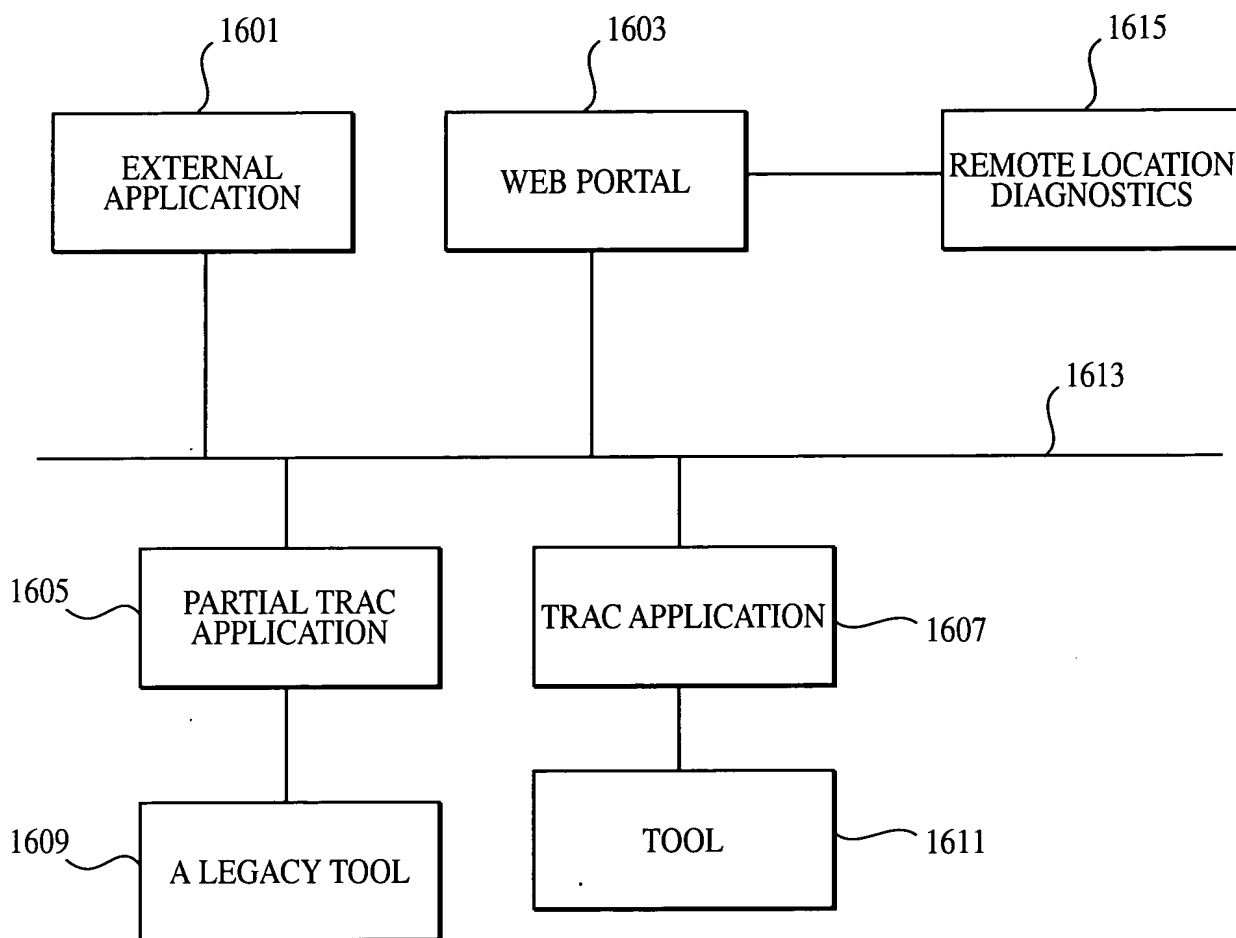 1601
1603
1615
EXTERNAL
APPLICATION
WEB PORTAL
REMOTE LOCATION
DIAGNOSTICS
1613
1605
PARTIAL TRAC
APPLICATION
TRAC APPLICATION
1607
1609
A LEGACY TOOL
TOOL
1611